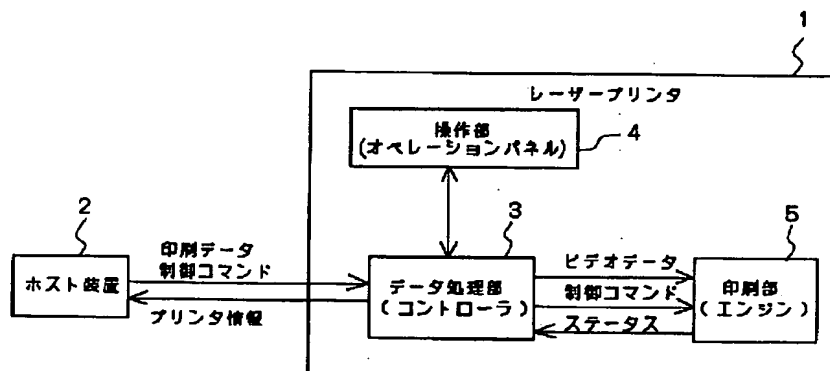 1
レーザープリンタ
操作部
(オペレーションパネル)
4
2
3
5
印刷データ
制御コマンド
ホスト装置
プリンタ情報
データ処理部
(コントローラ)
ビデオデータ
制御コマンド
ステータス
印刷部
(エンジン)